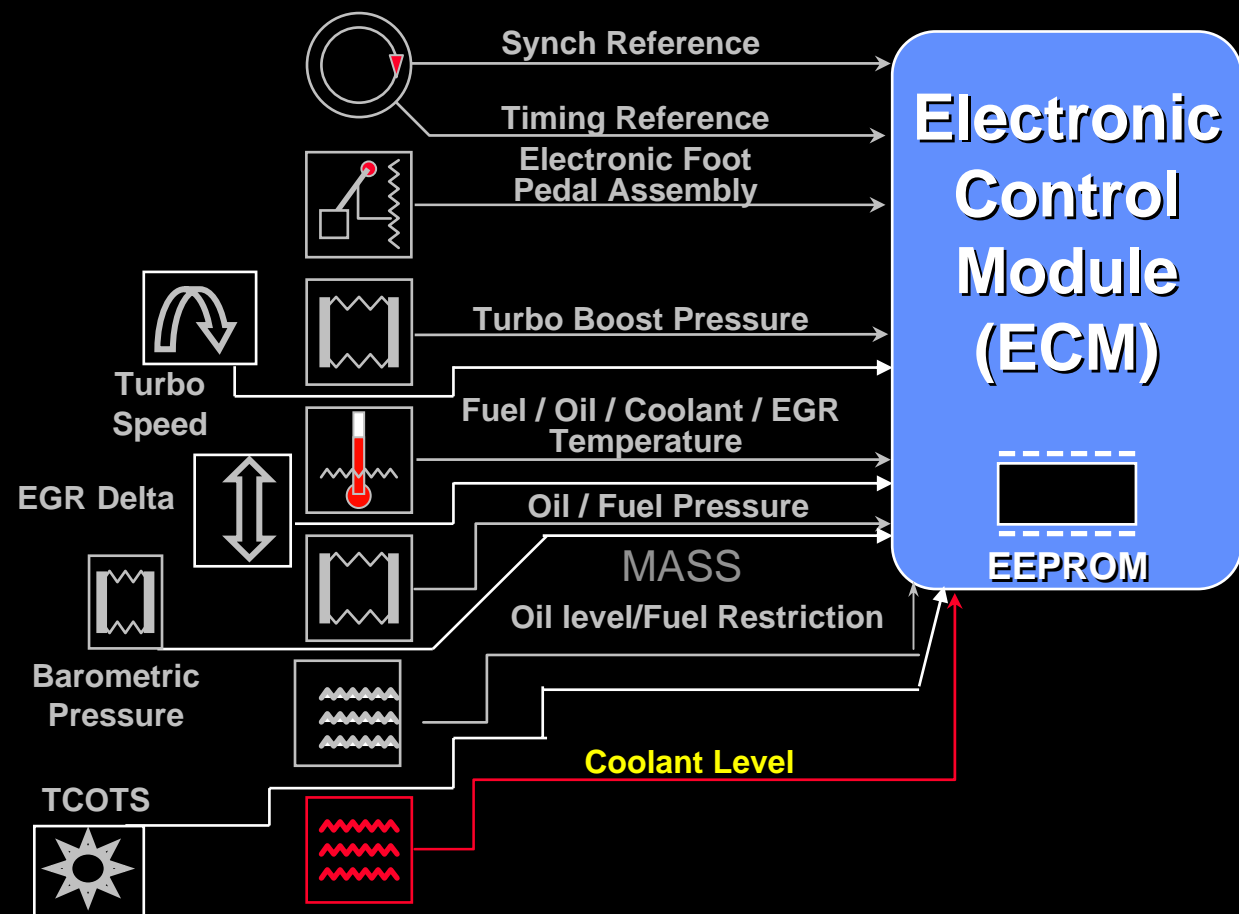 Synch Reference
Timing Reference
Electronic Foot
Pedal Assembly
Turbo Boost Pressure
Turbo
Speed
Fuel / Oil / Coolant / EGR
Temperature
EGR Delta
Oil / Fuel Pressure
MASS
Oil level/Fuel Restriction
Barometric
Pressure
Coolant Level
TCOTS
Electronic
Control
Module
(ECM)
EEPROM